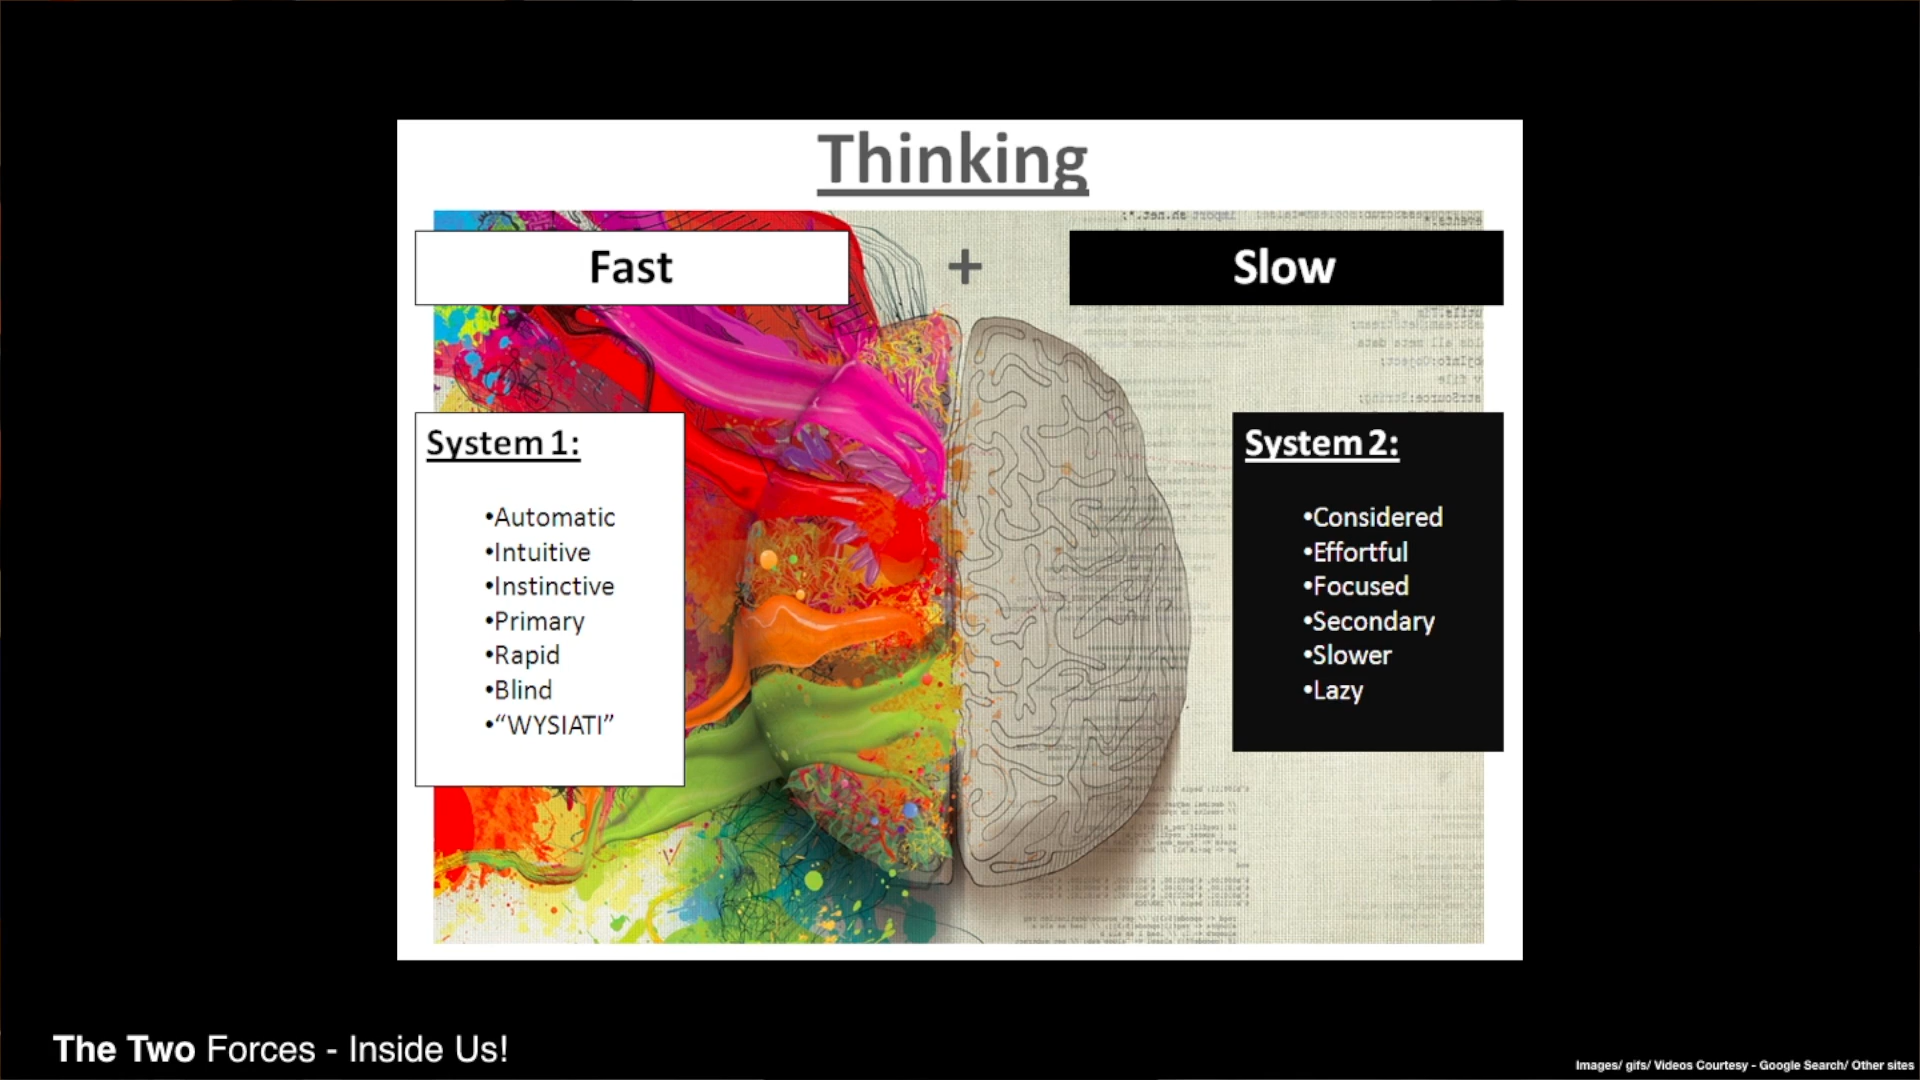 Thinking
Fast
+
Slow
System 1:
•Automatic
•Intuitive
•Instinctive
•Primary
•Rapid
•Blind
•“WYSIATI”
System 2:
•Considered
•Effortful
•Focused
•Secondary
•Slower
•Lazy
The Two Forces - Inside Us!
Images/ gifs/ Videos Courtesy - Google Search/ Other sites